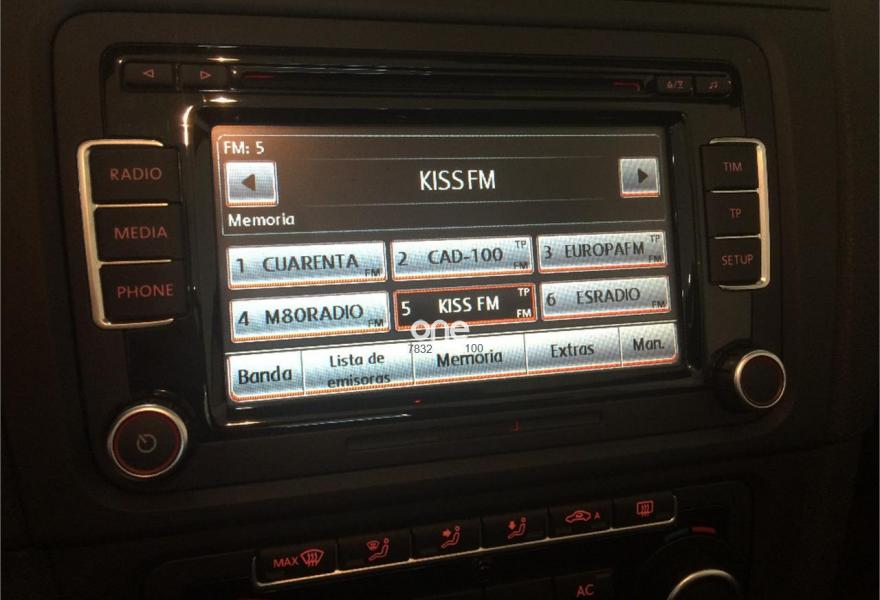 FM: 5
KISS FM
Memoria
1 CUARENTA FM
2 CAD-100 TP FM
3 EUROPAFM TP FM
4 M80RADIO FM
5 KISS FM TP FM
6 ESRADIO FM
one
7832 100
Banda
Lista de
emisoras
Memoria
Extras
Man.
RADIO
MEDIA
PHONE
TIM
TP
SETUP
MAX
A
AC